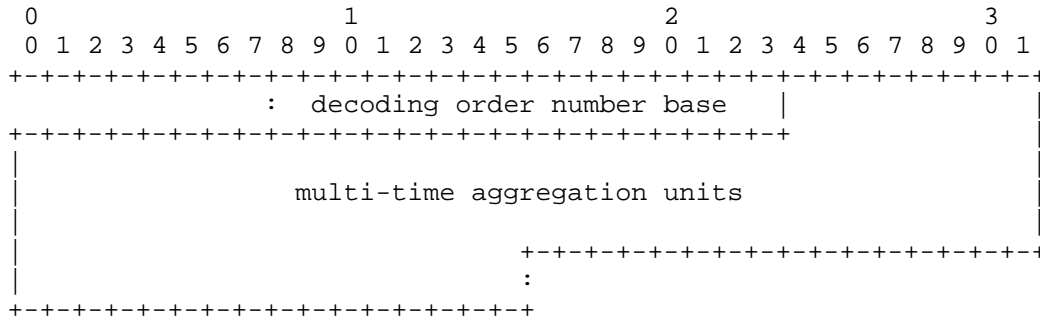 0                   1                   2                   3
0 1 2 3 4 5 6 7 8 9 0 1 2 3 4 5 6 7 8 9 0 1 2 3 4 5 6 7 8 9 0 1
+-+-+-+-+-+-+-+-+-+-+-+-+-+-+-+-+-+-+-+-+-+-+-+-+-+-+-+-+-+-+-+-+
: decoding order number base | |
+-+-+-+-+-+-+-+-+-+-+-+-+-+-+-+-+-+-+-+-+-+-+-+-+ |
| |
| multi-time aggregation units |
| |
| +-+-+-+-+-+-+-+-+-+-+-+-+-+-+-+-+
| :
+-+-+-+-+-+-+-+-+-+-+-+-+-+-+-+-+